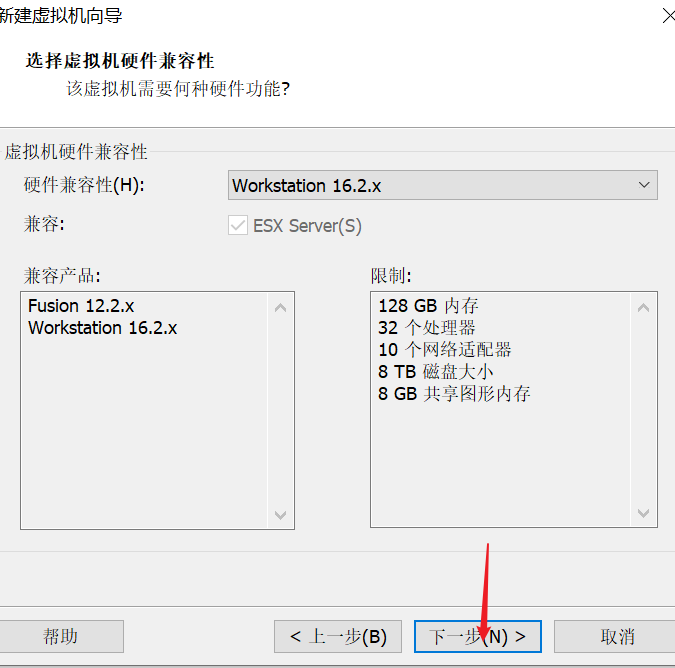 新建虚拟机向导
选择虚拟机硬件兼容性
该虚拟机需要何种硬件功能?
虚拟机硬件兼容性
硬件兼容性(H):
Workstation 16.2.x
兼容:
ESX Server(S)
兼容产品:
Fusion 12.2.x
Workstation 16.2.x
限制:
128 GB 内存
32 个处理器
10 个网络适配器
8 TB 磁盘大小
8 GB 共享图形内存
帮助
< 上一步(B)
下一步(N) >
取消